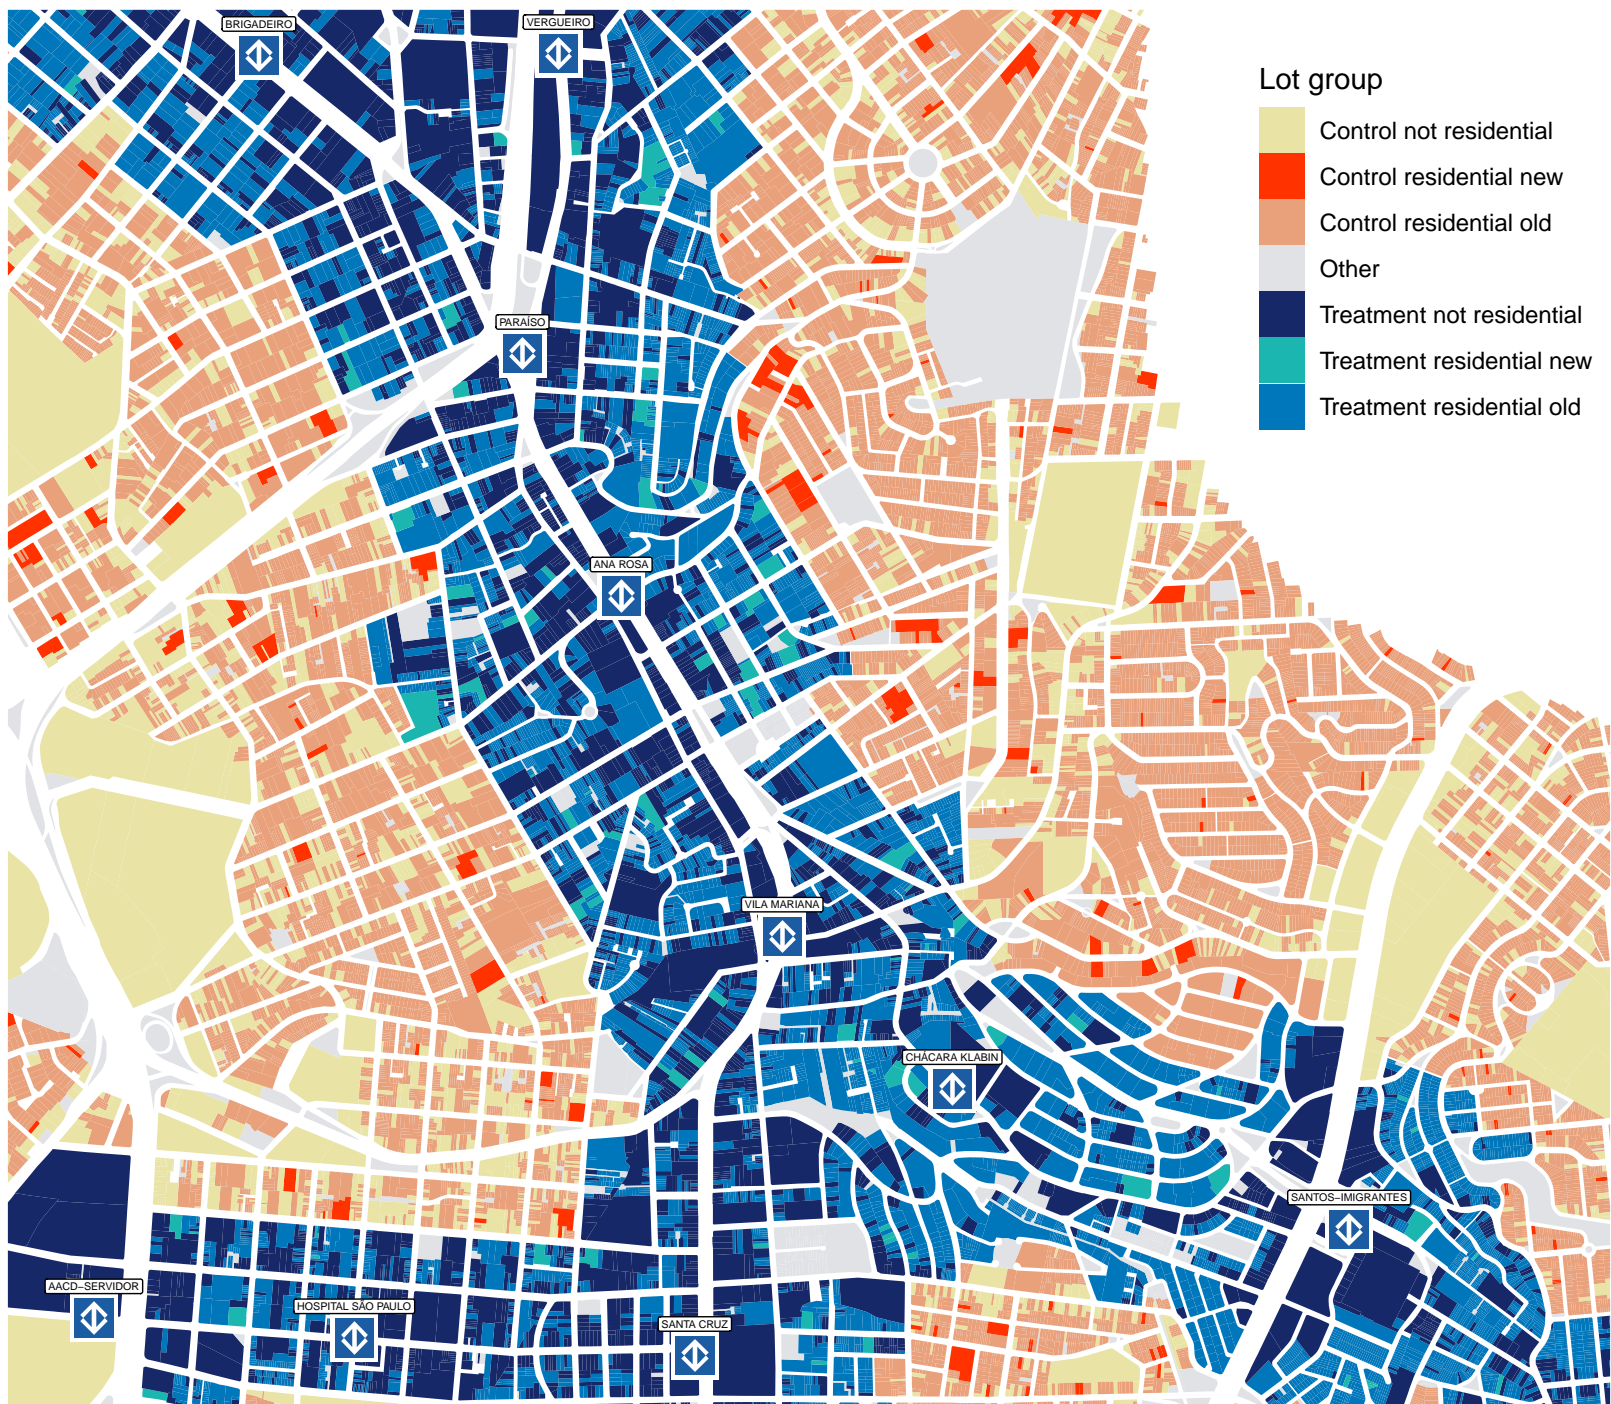 BRIGADEIRO
VERGUEIRO
Lot group
Control not residential
Control residential new
Control residential old
Other
Treatment not residential
Treatment residential new
Treatment residential old
PARAÍSO
ANA ROSA
VILA MARIANA
CHÁCARA KLABIN
SANTOS−IMIGRANTES
AACD−SERVIDOR
HOSPITAL SÃO PAULO
SANTA CRUZ